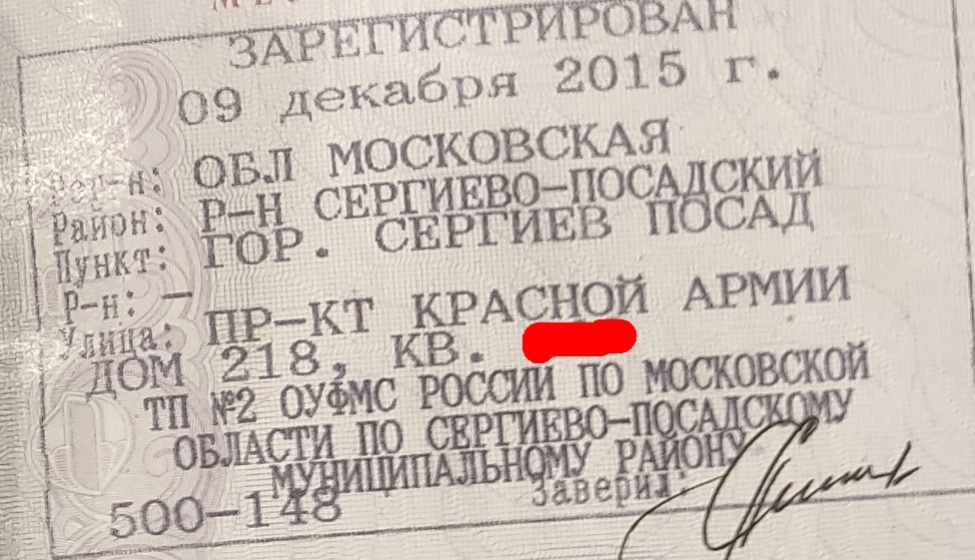 ЗАРЕГИСТРИРОВАН
09 декабря 2015 г.
Рег-н: ОБЛ МОСКОВСКАЯ
Район: Р-Н СЕРГИЕВО-ПОСАДСКИЙ
Пункт: ГОР. СЕРГИЕВ ПОСАД
Р-н: —
Улица: ПР-КТ КРАСНОЙ АРМИИ
ДОМ 218, КВ.
ТП №2 ОУФМС РОССИИ ПО МОСКОВСКОЙ
ОБЛАСТИ ПО СЕРГИЕВО-ПОСАДСКОМУ
МУНИЦИПАЛЬНОМУ РАЙОНУ
Заверил
500-148